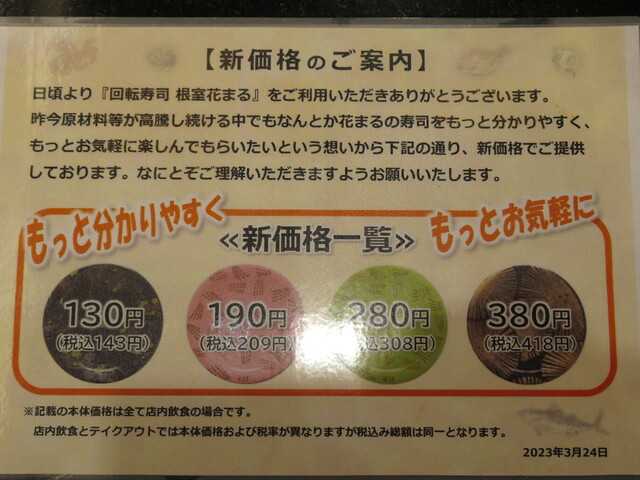 【新価格のご案内】
日頃より『回転寿司 根室花まる』をご利用いただきありがとうございます。
昨今原材料等が高騰し続ける中でもなんとか花まるの寿司をもっと分かりやすく、
もっとお気軽に楽しんでもらいたいという想いから下記の通り、新価格でご提供
しております。なにとぞご理解いただきますようお願いいたします。
もっと分かりやすく
≪新価格一覧≫
もっとお気軽に
130円
(税込143円)
190円
(税込209円)
280円
込308円)
380円
(税込418円)
※記載の本体価格は全て店内飲食の場合です。
店内飲食とテイクアウトでは本体価格および税率が異なりますが税込み総額は同一となります。
2023年3月24日